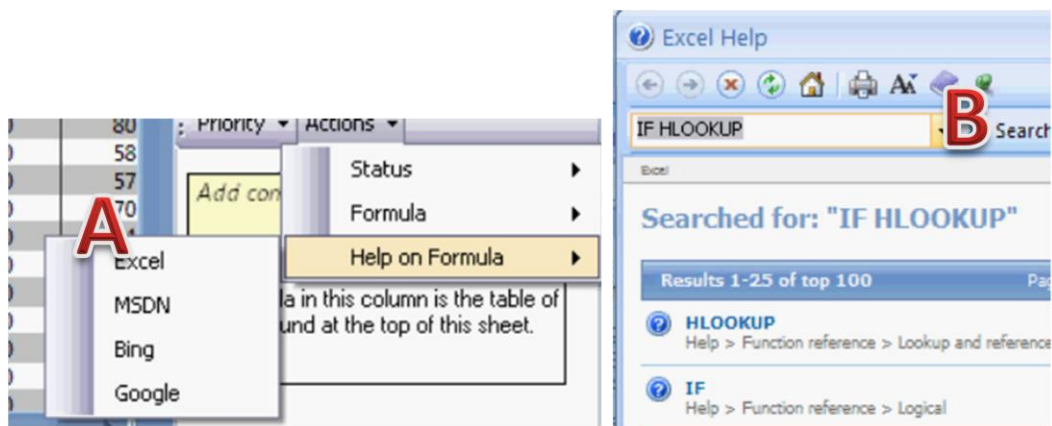 80
58
57
70
Priority Actions
Add con
Status
Formula
Help on Formula
A
Excel
MSDN
Bing
Google
in this column is the table of
und at the top of this sheet.
Excel Help
IF HLOOKUP
B
Search
Excel
Searched for: "IF HLOOKUP"
Results 1-25 of top 100
HLOOKUP
Help > Function reference > Lookup and reference
IF
Help > Function reference > Logical